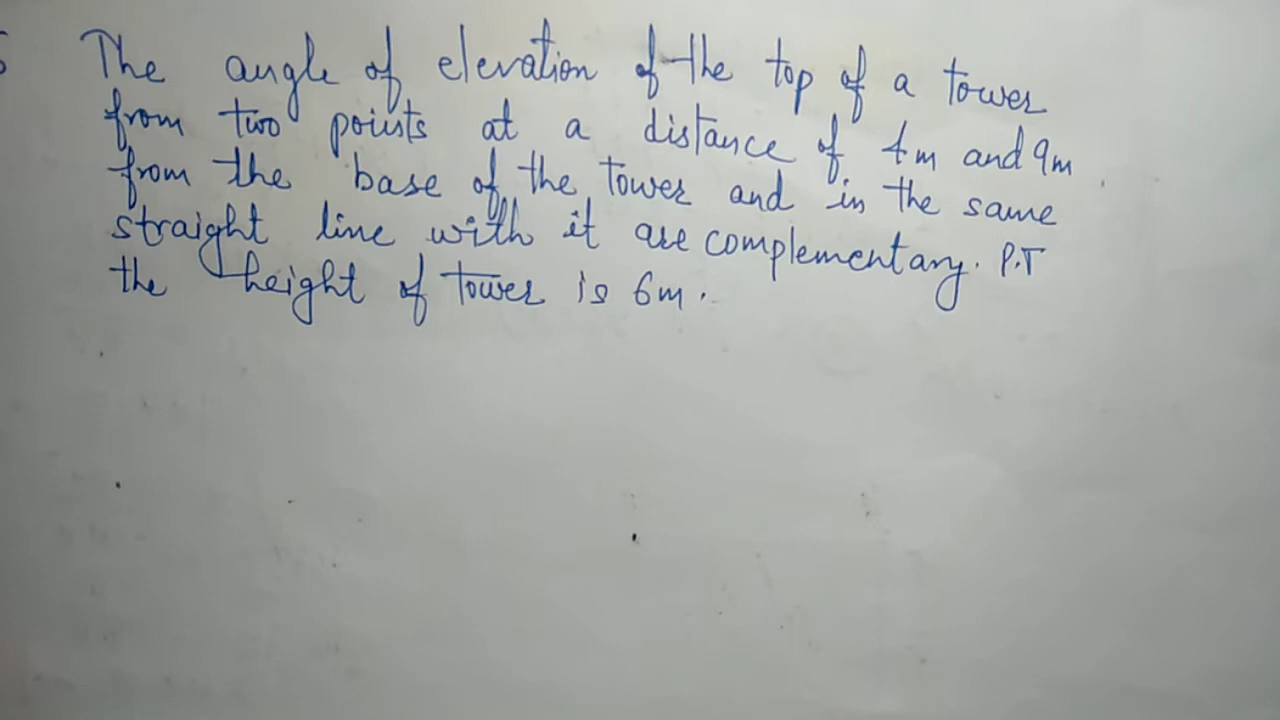 The angle of elevation of the top of a tower
from two points at a distance of 4m and 9m
from the base of the tower and in the same
straight line with it are complementary. P.T
the height of tower is 6m.